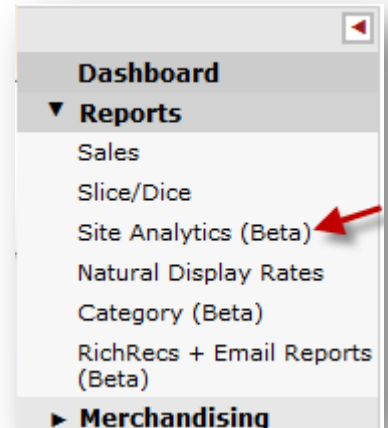 Dashboard
Reports
Sales
Slice/Dice
Site Analytics (Beta)
Natural Display Rates
Category (Beta)
RichRecs + Email Reports
(Beta)
Merchandising